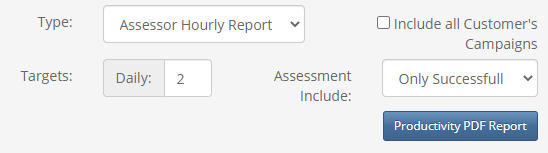 Type: Assessor Hourly Report Include all Customer's
Campaigns
Targets: Daily: 2 Assessment
Include: Only Successfull
Productivity PDF Report